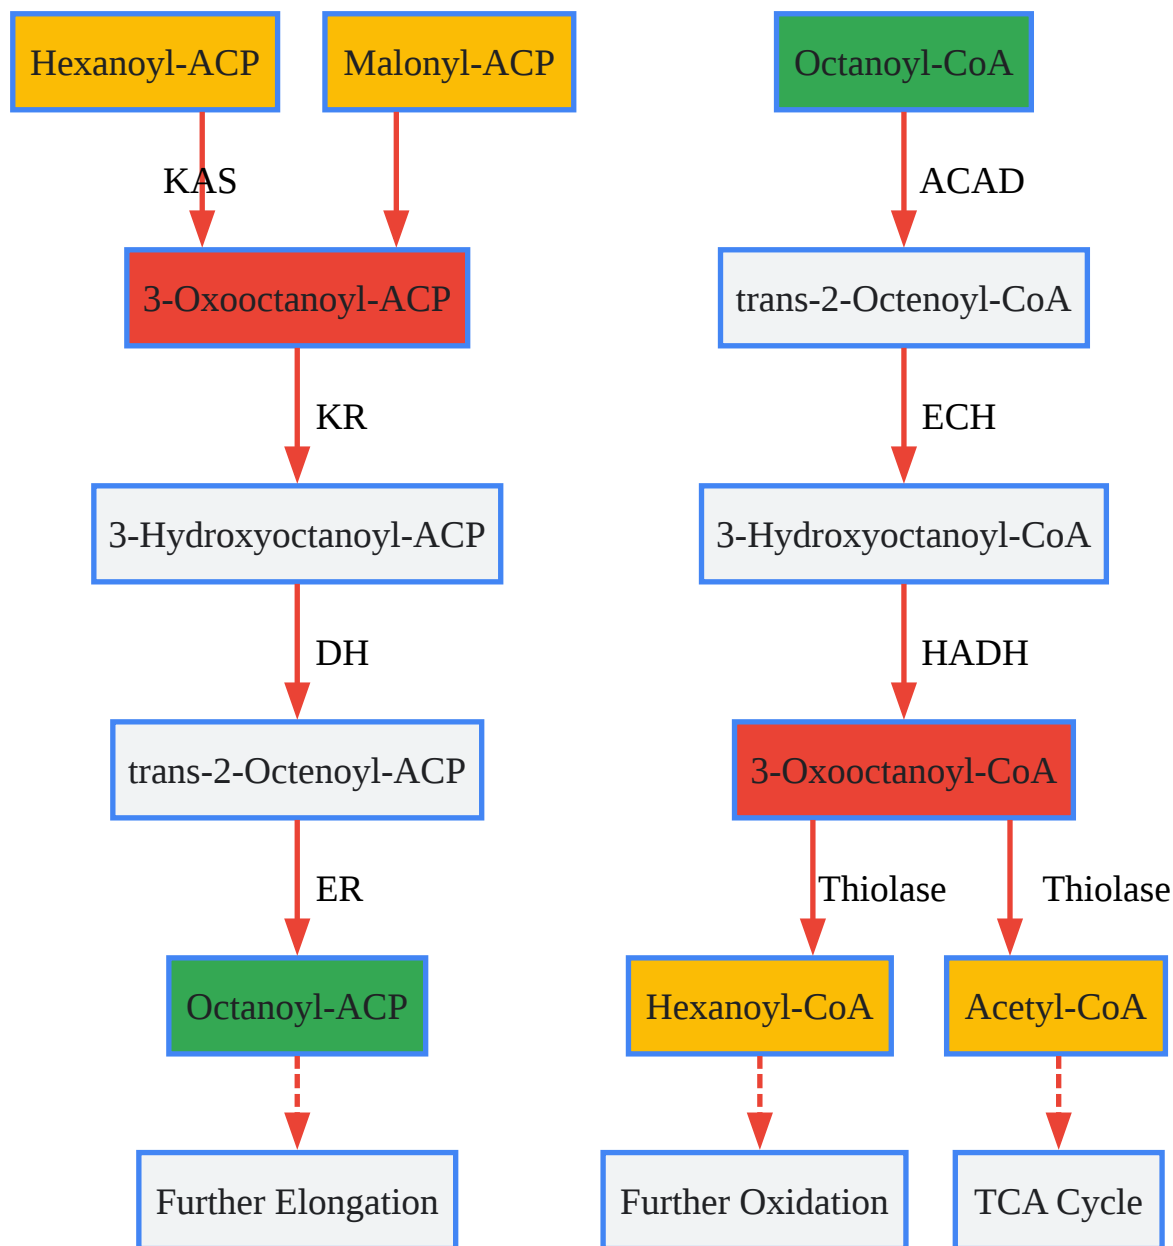 Hexanoyl-ACP
Malonyl-ACP
Octanoyl-CoA
KAS
ACAD
3-Oxooctanoyl-ACP
trans-2-Octenoyl-CoA
KR
ECH
3-Hydroxyoctanoyl-ACP
3-Hydroxyoctanoyl-CoA
DH
HADH
trans-2-Octenoyl-ACP
3-Oxooctanoyl-CoA
ER
Thiolase
Thiolase
Octanoyl-ACP
Hexanoyl-CoA
Acetyl-CoA
Further Elongation
Further Oxidation
TCA Cycle